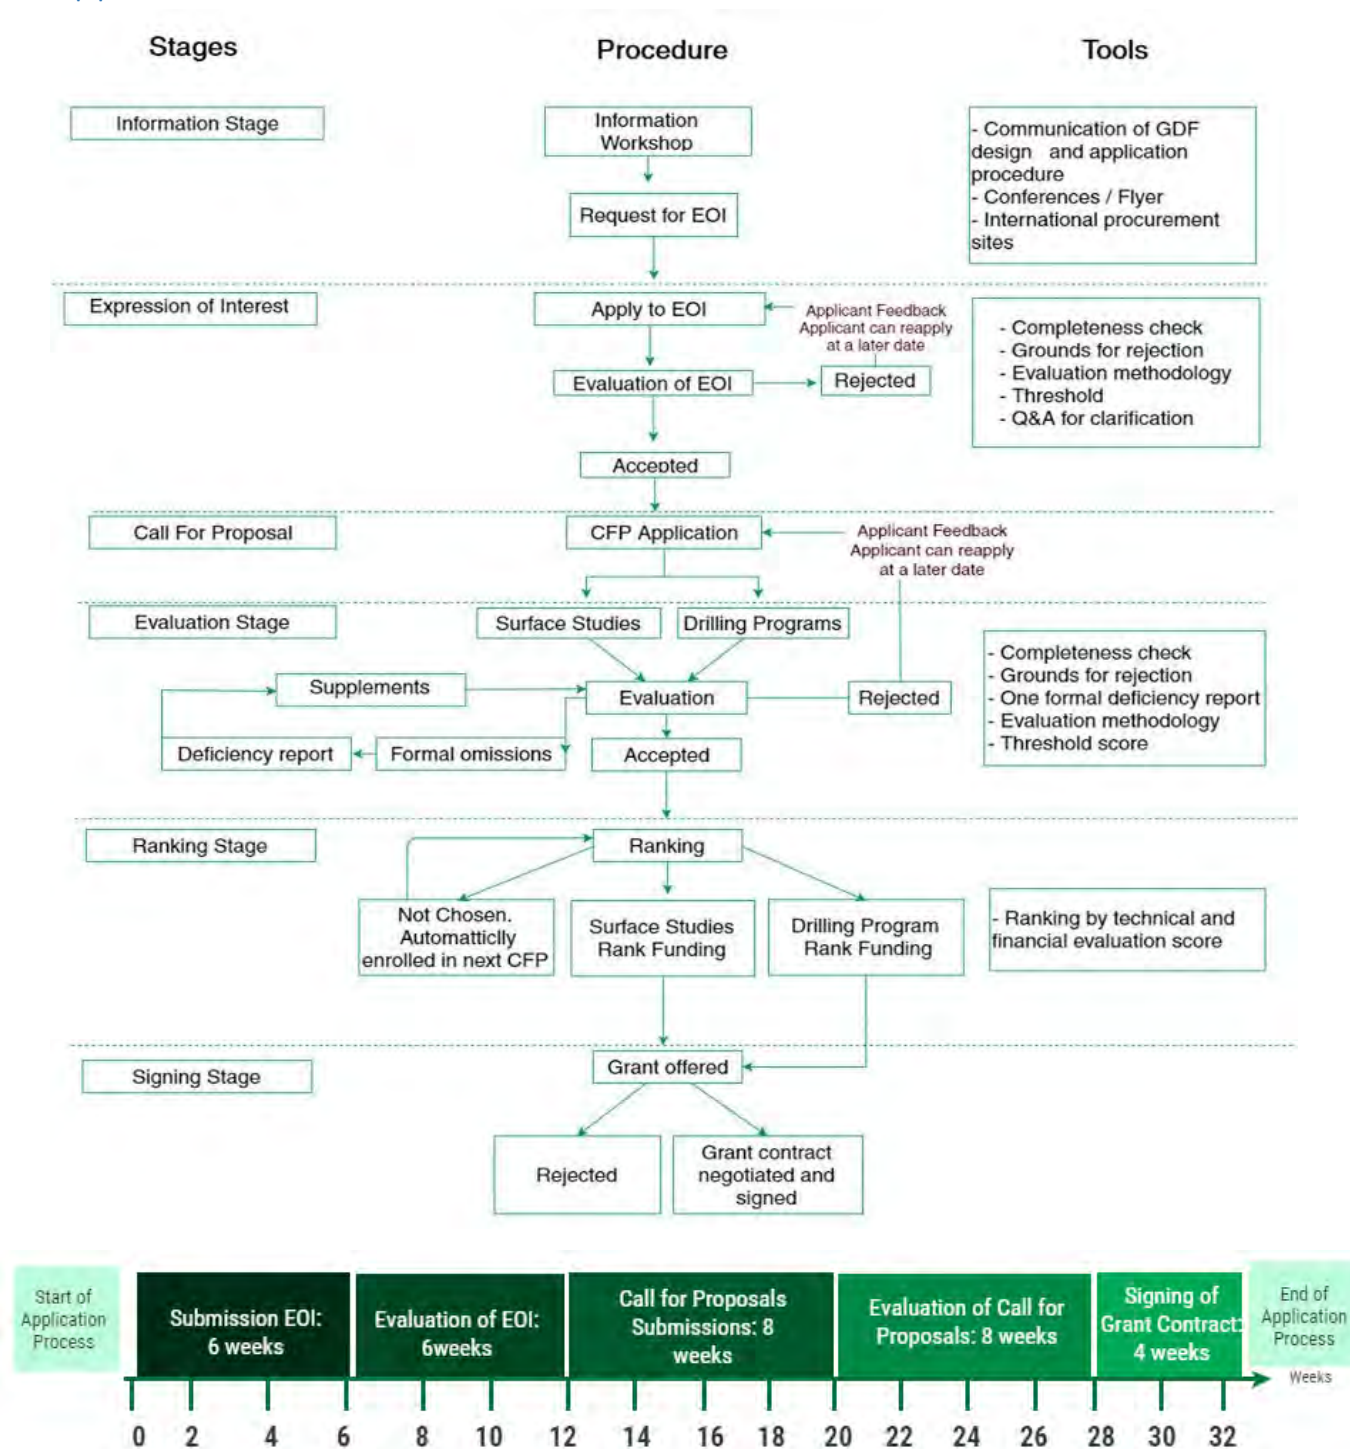 Stages
Procedure
Tools
Information Stage
Information
Workshop
- Communication of GDF
design and application
procedure
- Conferences / Flyer
- International procurement
sites
Request for EOI
Expression of Interest
Apply to EOI
Applicant Feedback
Applicant can reapply
at a later date
- Completeness check
- Grounds for rejection
- Evaluation methodology
- Threshold
- Q&A for clarification
Evaluation of EOI
Rejected
Accepted
Call For Proposal
CFP Application
Applicant Feedback
Applicant can reapply
at a later date
Evaluation Stage
Surface Studies
Drilling Programs
- Completeness check
- Grounds for rejection
- One formal deficiency report
- Evaluation methodology
- Threshold score
Supplements
Evaluation
Rejected
Deficiency report
Formal omissions
Accepted
Ranking Stage
Ranking
Not Chosen.
Automatticlly
enrolled in next CFP
Surface Studies
Rank Funding
Drilling Program
Rank Funding
- Ranking by technical and
financial evaluation score
Signing Stage
Grant offered
Rejected
Grant contract
negotiated and
signed
Start of
Application
Process
Submission EOI:
6 weeks
Evaluation of EOI:
6weeks
Call for Proposals
Submissions: 8
weeks
Evaluation of Call for
Proposals: 8 weeks
Signing of
Grant Contract:
4 weeks
End of
Application
Process
Weeks
0 2 4 6 8 10 12 14 16 18 20 22 24 26 28 30 32